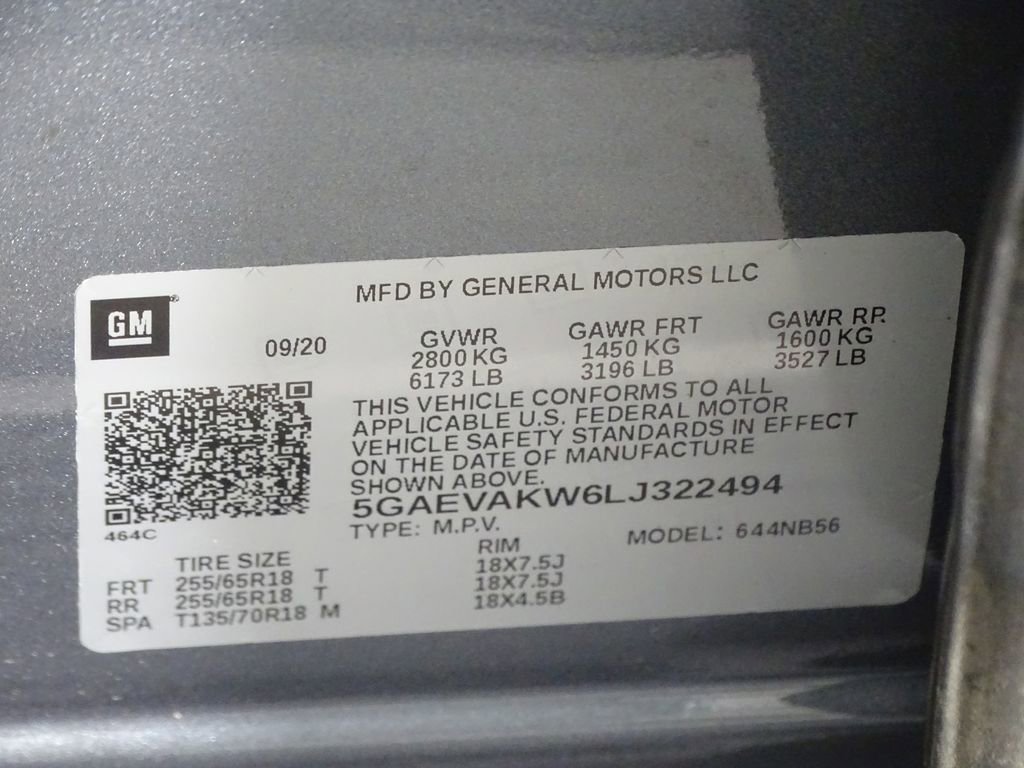 MFD BY GENERAL MOTORS LLC
GM
09/20
GVWR GAWR FRT GAWR RR
2800 KG 1450 KG 1600 KG
6173 LB 3196 LB 3527 LB
THIS VEHICLE CONFORMS TO ALL
APPLICABLE U.S. FEDERAL MOTOR
VEHICLE SAFETY STANDARDS IN EFFECT
ON THE DATE OF MANUFACTURE
SHOWN ABOVE.
5GAEVAKW6LJ322494
464C
TYPE: M.P.V. MODEL: 644NB56
TIRE SIZE RIM
FRT 255/65R18 T 18X7.5J
RR 255/65R18 T 18X7.5J
SPA T135/70R18 M 18X4.5B